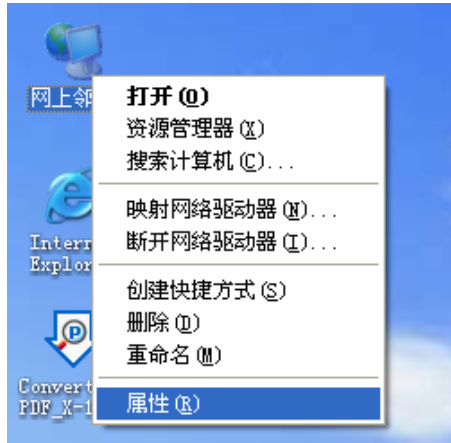 网上邻
打开(O)
资源管理器(X)
搜索计算机(C)...
映射网络驱动器(N)...
断开网络驱动器(I)...
创建快捷方式(S)
删除(D)
重命名(M)
属性(R)
Intern
Explor
Convert
PDF_X-1